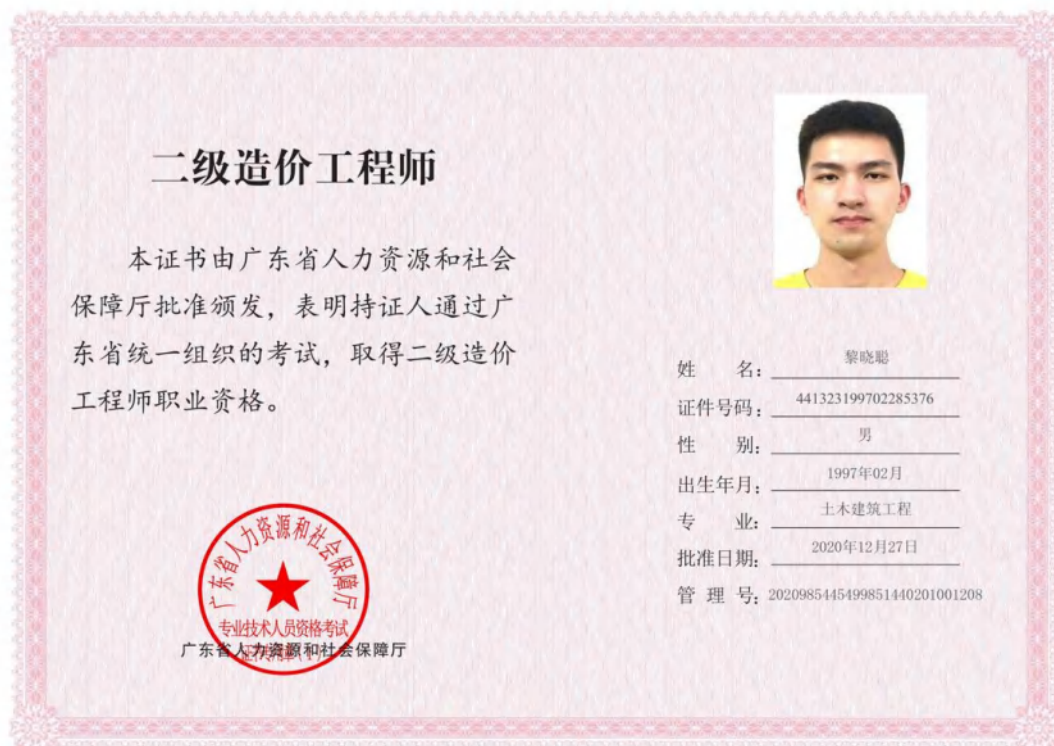 二级造价工程师
本证书由广东省人力资源和社会
保障厅批准颁发，表明持证人通过广
东省统一组织的考试，取得二级造价
工程师职业资格。
广东省人力资源和社会保障厅
专业技术人员资格考试
广东省人力资源和社会保障厅
姓 名：黎晓聪
证件号码：441323199702285376
性 别：男
出生年月：1997年02月
专 业：土木建筑工程
批准日期：2020年12月27日
管 理 号：2020985445499851440201001208